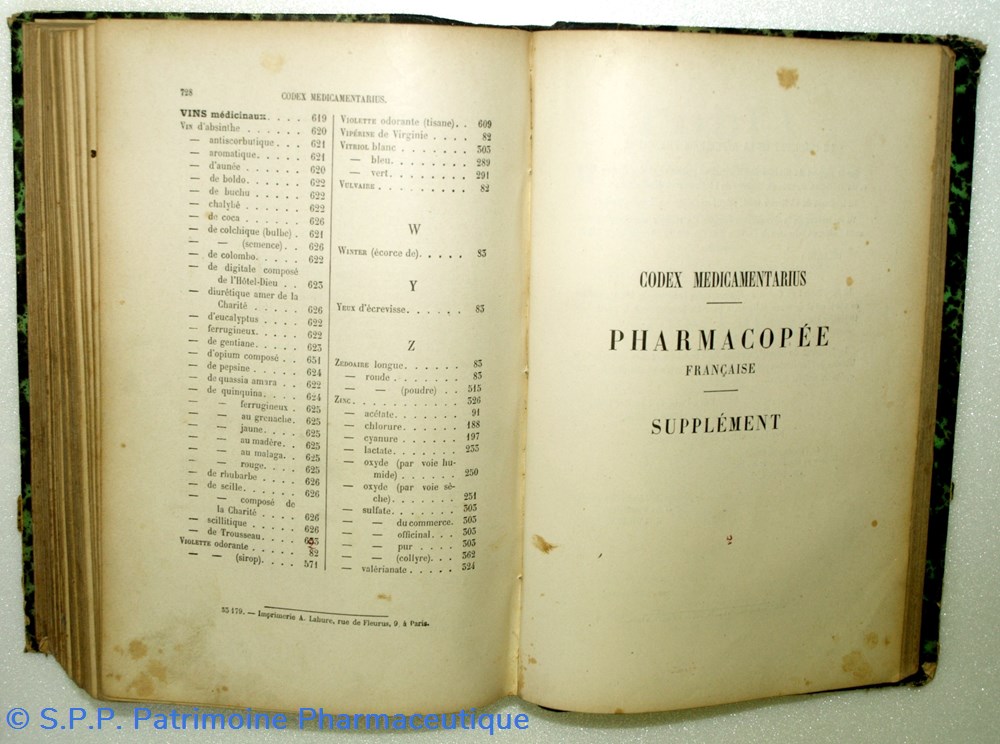 728
CODEX MEDICAMENTARIUS.
VINS médicinaux. . . . 619
VIN d'absinthe . . . . . . 620
— antiscorbutique . . . 621
— aromatique. . . . . 621
— d'aunée . . . . . . 620
— de boldo. . . . . . 622
— de buchu . . . . . . 622
— chalybé . . . . . . 622
— de coca . . . . . . 626
— de colchique (bulbe) . 621
— — (semence). . 626
— de colombo. . . . . 622
— de digitale composé
de l'Hôtel-Dieu . . 623
— diurétique amer de la
Charité . . . . . . 626
— d'eucalyptus . . . . 622
— ferrugineux. . . . . 622
— de gentiane. . . . . 623
— d'opium composé . . 631
— de pepsine . . . . . 624
— de quassia amara . . 622
— de quinquina. . . . . 624
— — ferrugineux . 625
— — au grenache. 625
— — jaune. . . . 625
— — au madère. . 625
— — au malaga. . 625
— — rouge. . . . 625
— de rhubarbe . . . . 626
— de scille. . . . . . 626
— — composé de
la Charité . . . . 626
— scillitique . . . . . 626
— de Trousseau. . . .
VIOLETTE odorante . . . . . 82
— — (sirop). . . . 571
VIOLETTE odorante (tisane). . 609
VIPÉRINE de Virginie . . . . 82
VITRIOL blanc . . . . . . 303
— bleu. . . . . . . 289
— vert. . . . . . . 291
VULVAIRE . . . . . . . . . 82
W
WINTER (écorce de). . . . . 83
Y
YEUX d'écrevisse. . . . . . 83
Z
ZÉDOAIRE longue. . . . . . 83
— ronde . . . . . . 83
— — (poudre) . . 515
ZINC. . . . . . . . . . . 326
— acétate. . . . . . . 91
— chlorure. . . . . . 188
— cyanure . . . . . . 197
— lactate. . . . . . . 235
— oxyde (par voie hu-
mide) . . . . . . 250
— oxyde (par voie sè-
che). . . . . . . 251
— sulfate. . . . . . . 303
— — du commerce. 303
— — officinal. . . 303
— — pur . . . . 303
— — (collyre). . . 362
— valérianate . . . . . 324
55 179. — Imprimerie A. Lahure, rue de Fleurus, 9, à Paris.
CODEX MEDICAMENTARIUS
PHARMACOPÉE
FRANÇAISE
SUPPLÉMENT
© S.P.P. Patrimoine Pharmaceutique